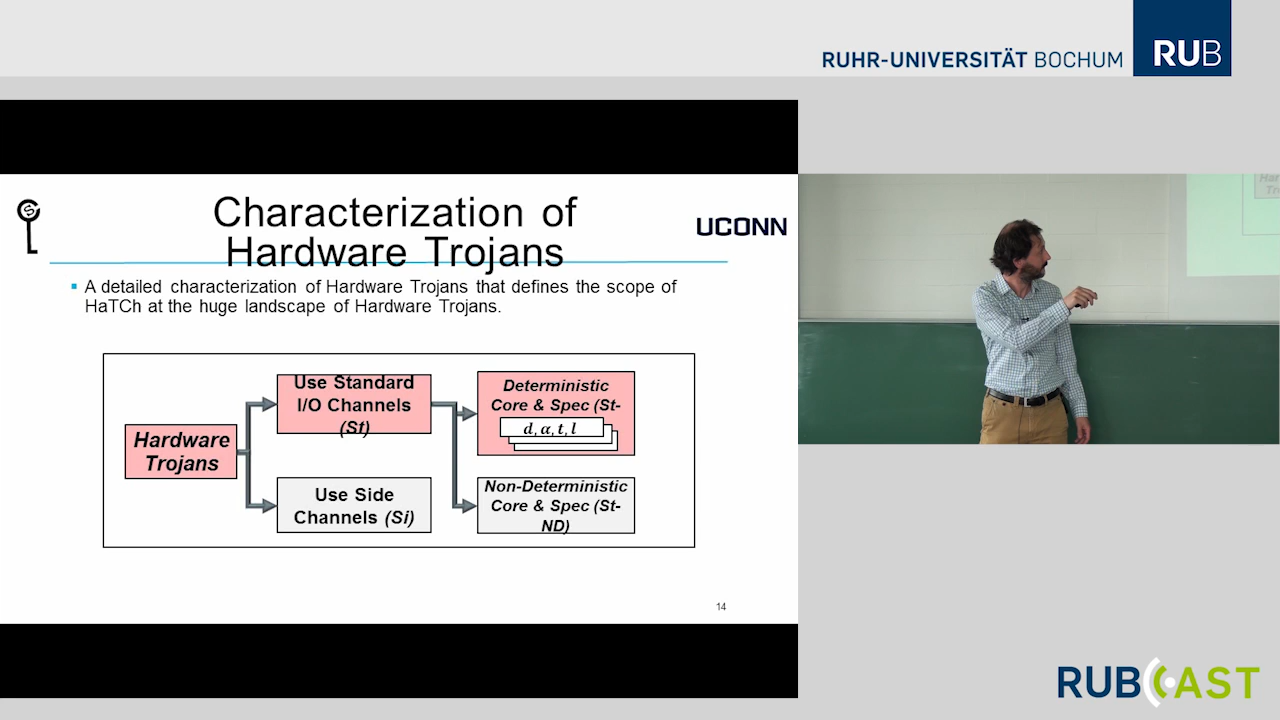 RUHR-UNIVERSITÄT BOCHUM
RUB
Characterization of
Hardware Trojans
UCONN
▪ A detailed characterization of Hardware Trojans that defines the scope of
HaTCh at the huge landscape of Hardware Trojans.
Hardware
Trojans
Use Standard
I/O Channels
(St)
Use Side
Channels (Si)
Deterministic
Core & Spec (St-
d, α, t, l
Non-Deterministic
Core & Spec (St-
ND)
14
RUBCAST